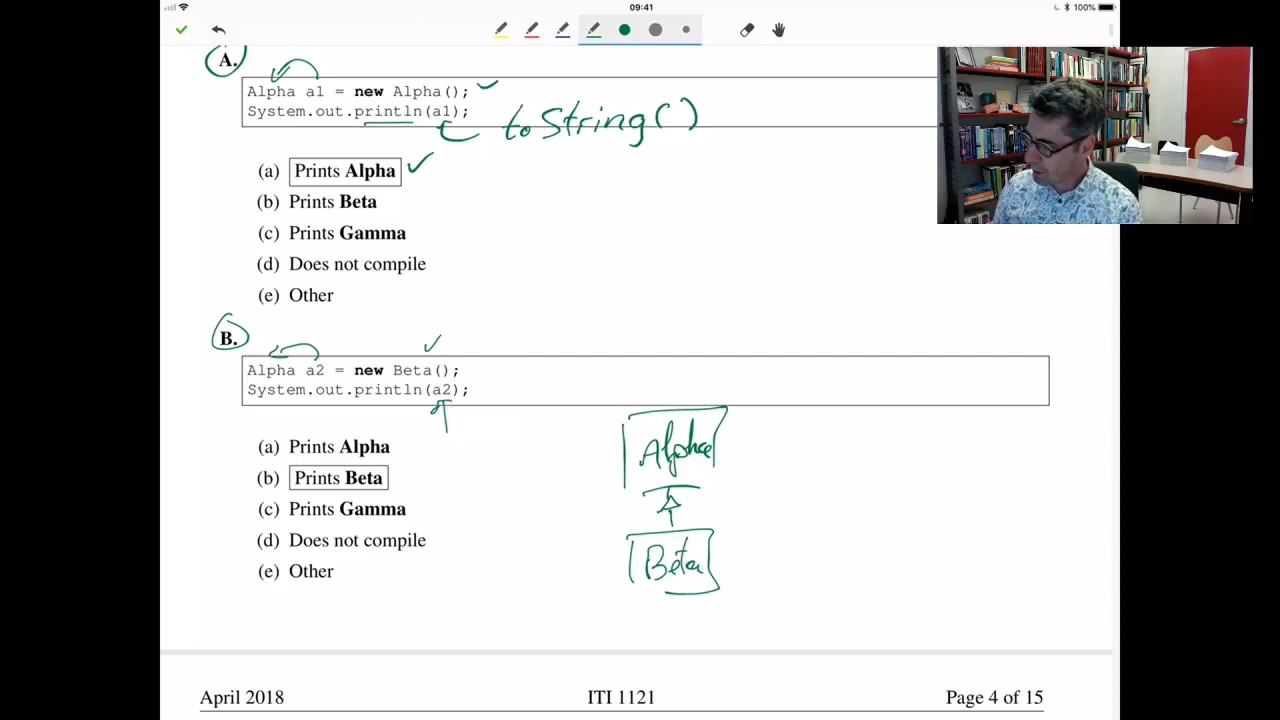 09:41
100%
A.
Alpha a1 = new Alpha();
System.out.println(a1);
toString()
(a) Prints Alpha
(b) Prints Beta
(c) Prints Gamma
(d) Does not compile
(e) Other
B.
Alpha a2 = new Beta();
System.out.println(a2);
(a) Prints Alpha
(b) Prints Beta
(c) Prints Gamma
(d) Does not compile
(e) Other
Alpha
Beta
April 2018 ITI 1121 Page 4 of 15